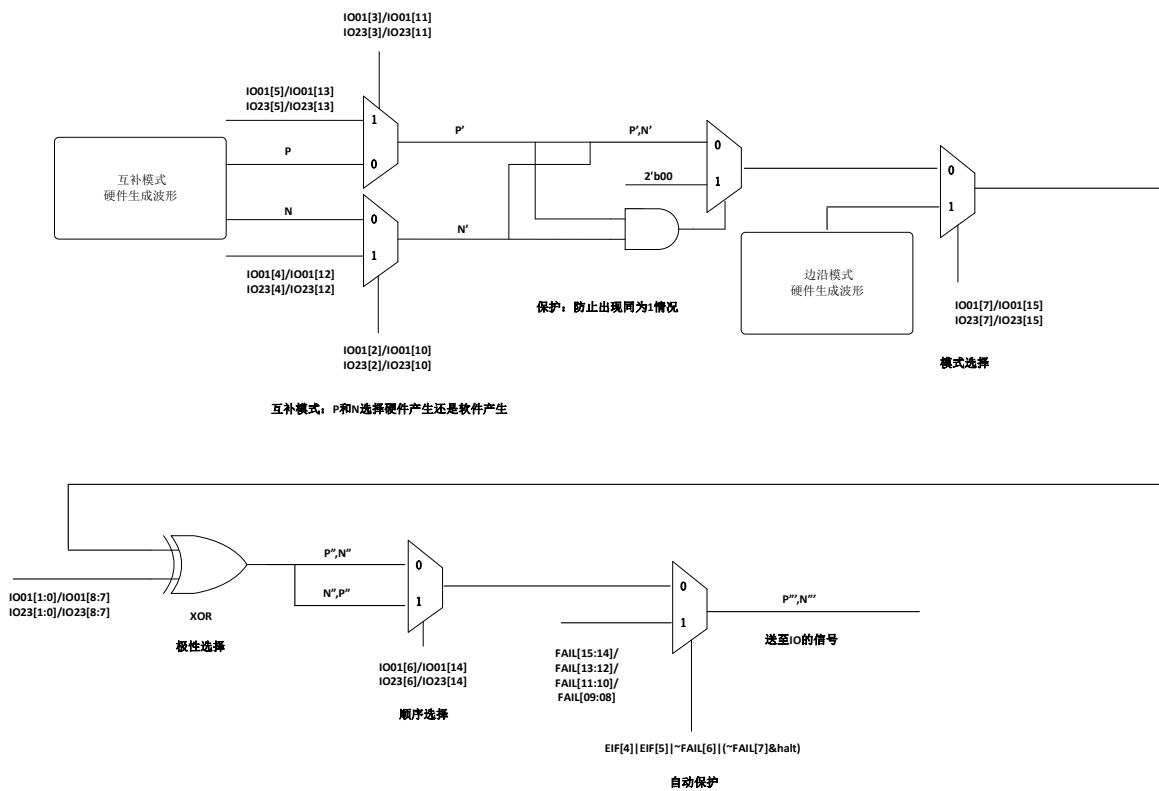 IO01[3]/IO01[11]
IO23[3]/IO23[11]
IO01[5]/IO01[13]
IO23[5]/IO23[13]
1
P
0
互补模式
硬件生成波形
N
0
1
IO01[4]/IO01[12]
IO23[4]/IO23[12]
IO01[2]/IO01[10]
IO23[2]/IO23[10]
互补模式：P和N选择硬件产生还是软件产生
P'
N'
P',N'
0
2'b00
1
保护：防止出现同为1情况
边沿模式
硬件生成波形
0
1
IO01[7]/IO01[15]
IO23[7]/IO23[15]
模式选择
IO01[1:0]/IO01[8:7]
IO23[1:0]/IO23[8:7]
XOR
极性选择
P'',N''
0
N'',P''
1
IO01[6]/IO01[14]
IO23[6]/IO23[14]
顺序选择
0
1
FAIL[15:14]/
FAIL[13:12]/
FAIL[11:10]/
FAIL[09:08]
P''',N'''
送至IO的信号
EIF[4]|EIF[5]|~FAIL[6]|(~FAIL[7]&halt)
自动保护